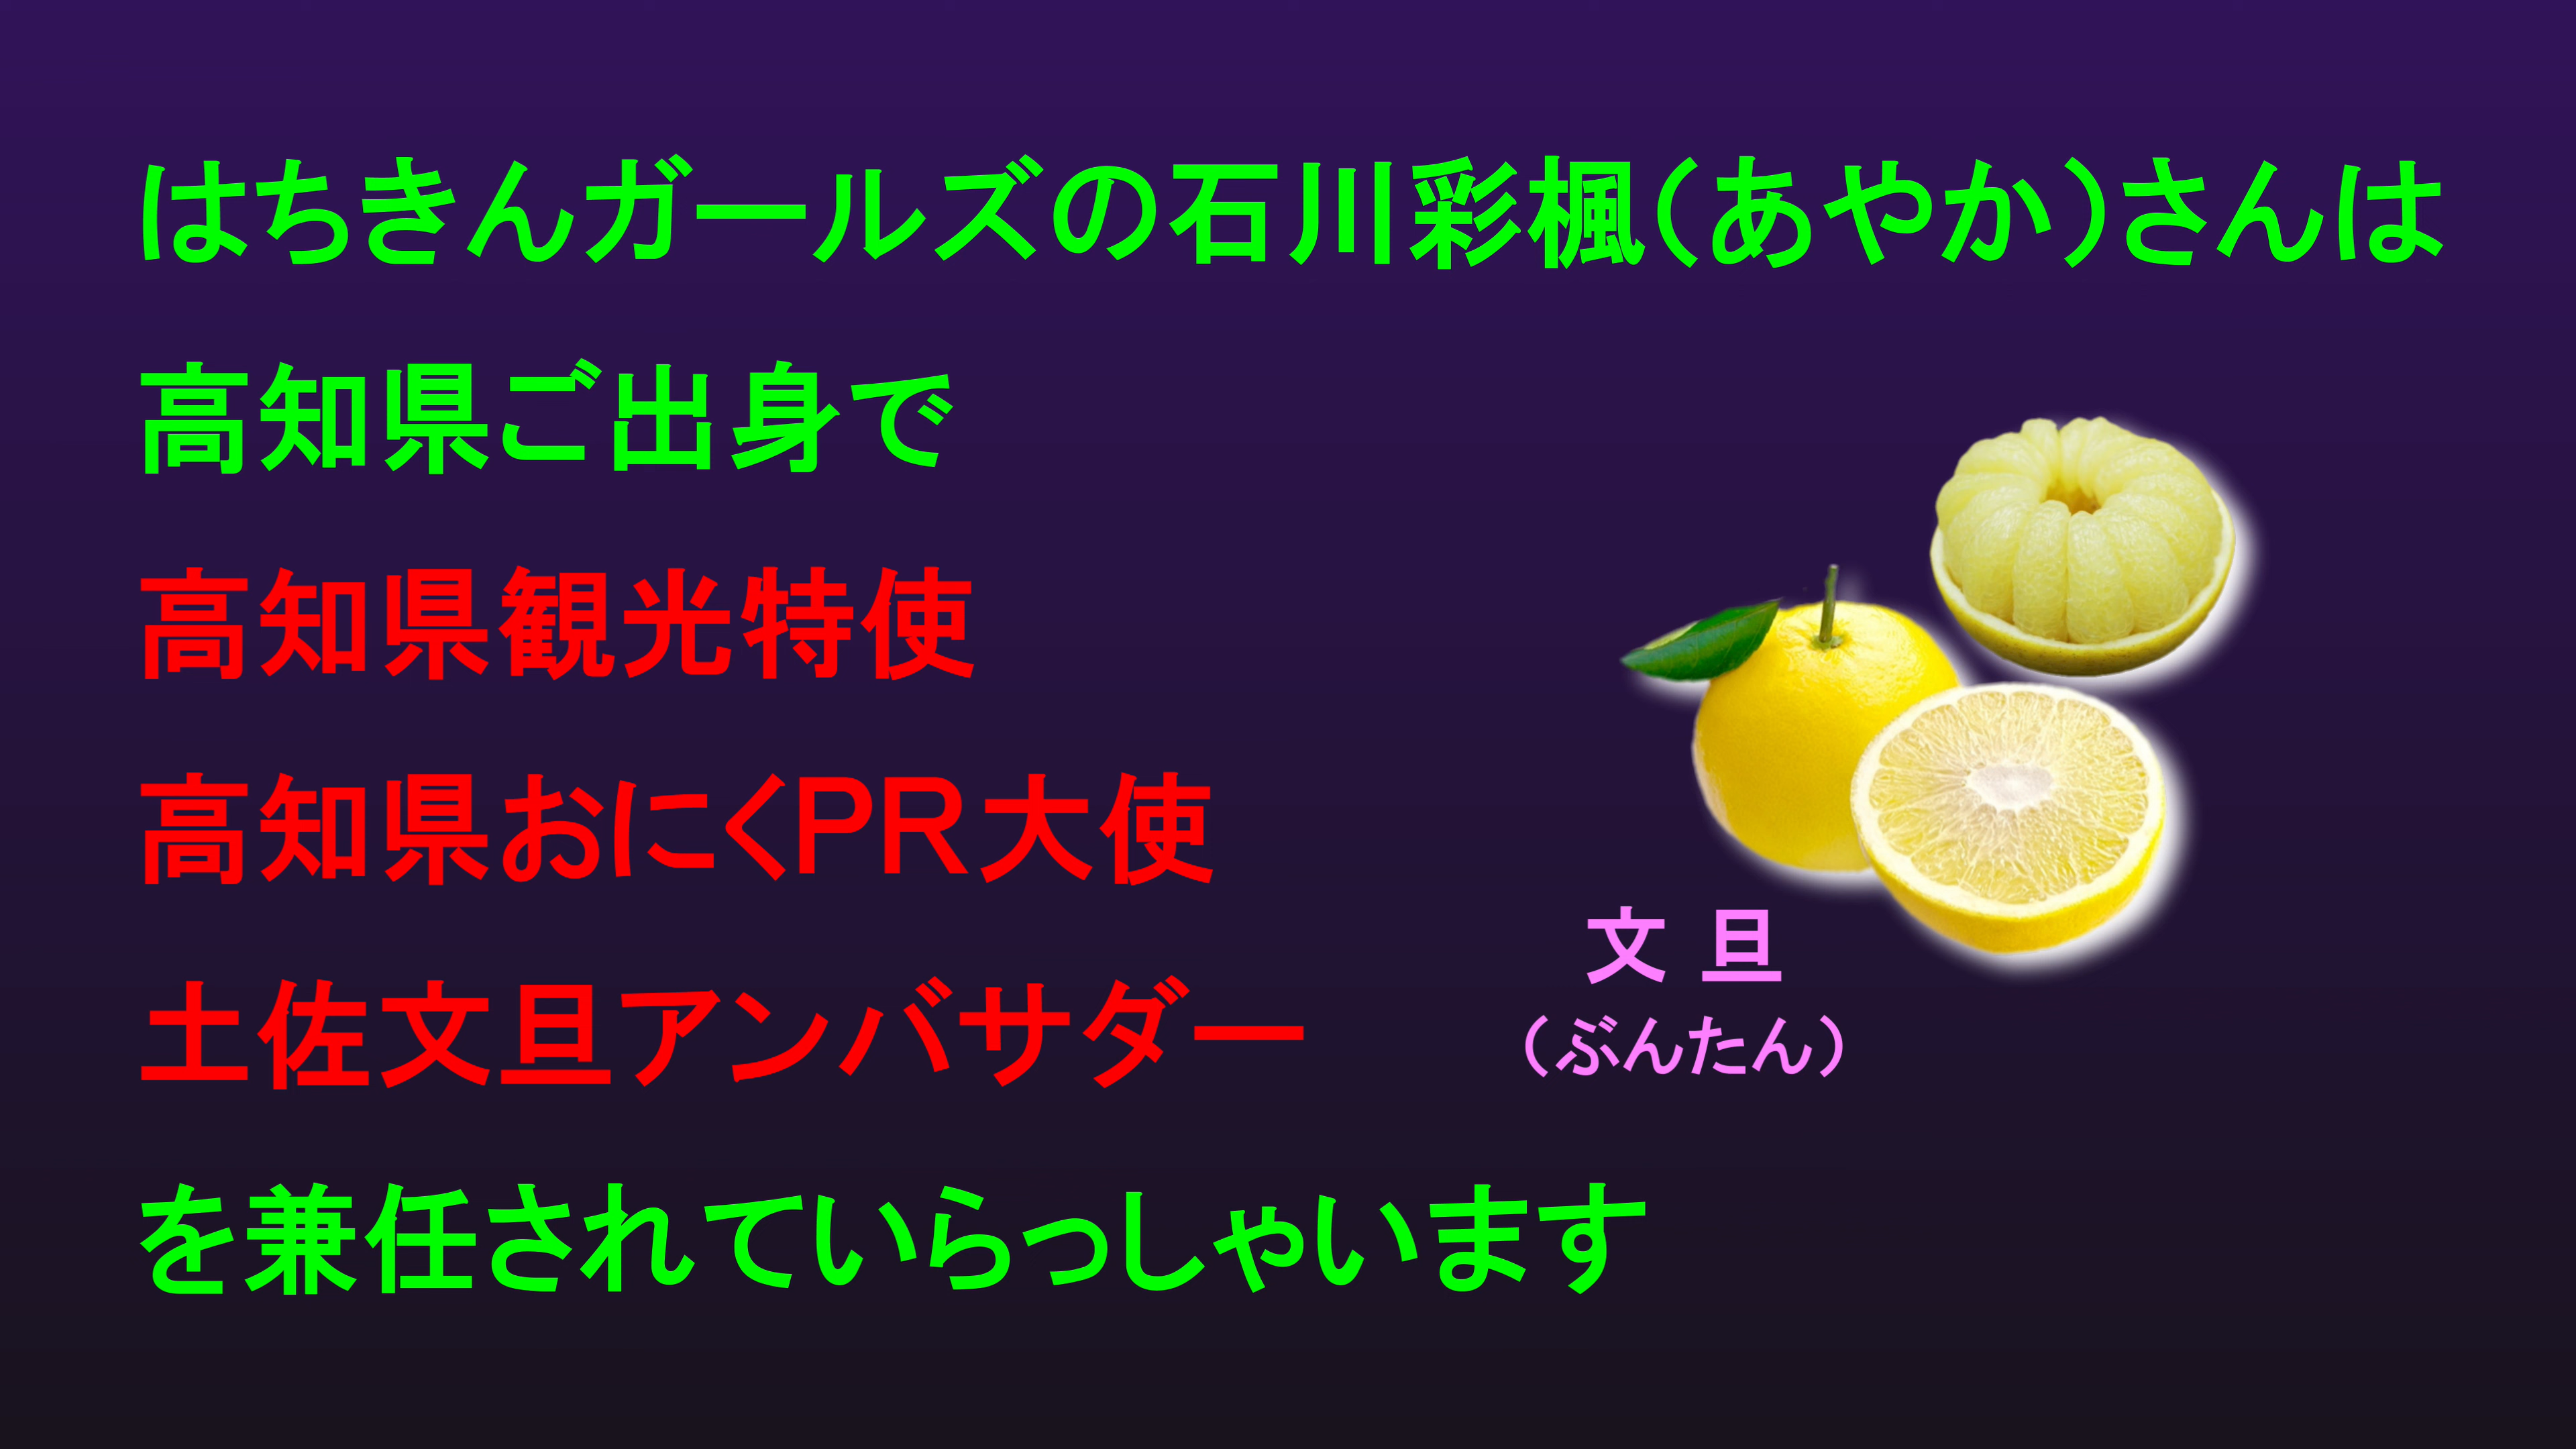 はちきんガールズの石川彩楓（あやか）さんは
高知県ご出身で
高知県観光特使
高知県おにくＰＲ大使
土佐文旦アンバサダー
を兼任されていらっしゃいます
文 旦
（ぶんたん）